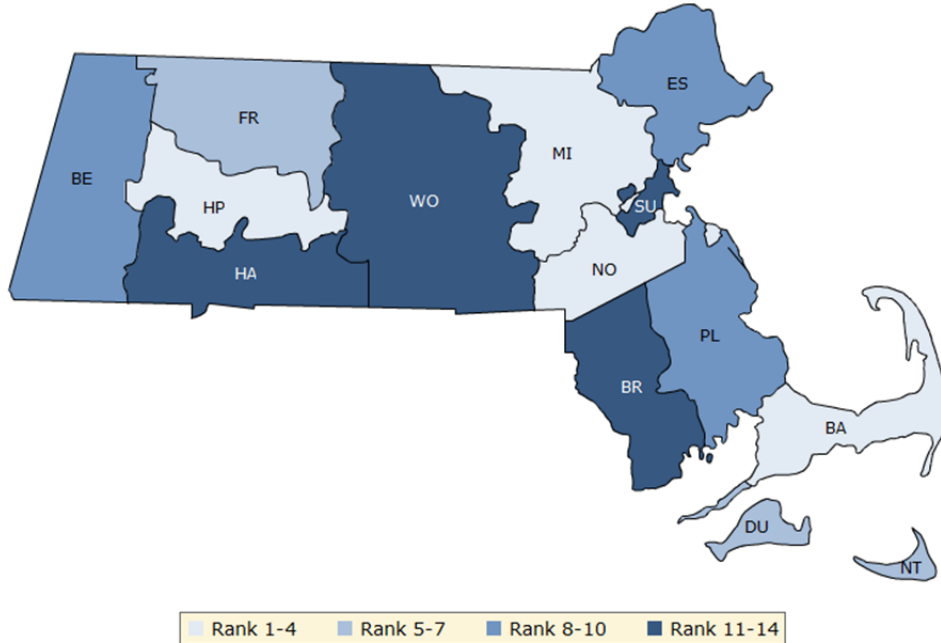 ES
FR
MI
BE
WO
HP
SU
HA
NO
PL
BR
BA
DU
NT
Rank 1-4 Rank 5-7 Rank 8-10 Rank 11-14